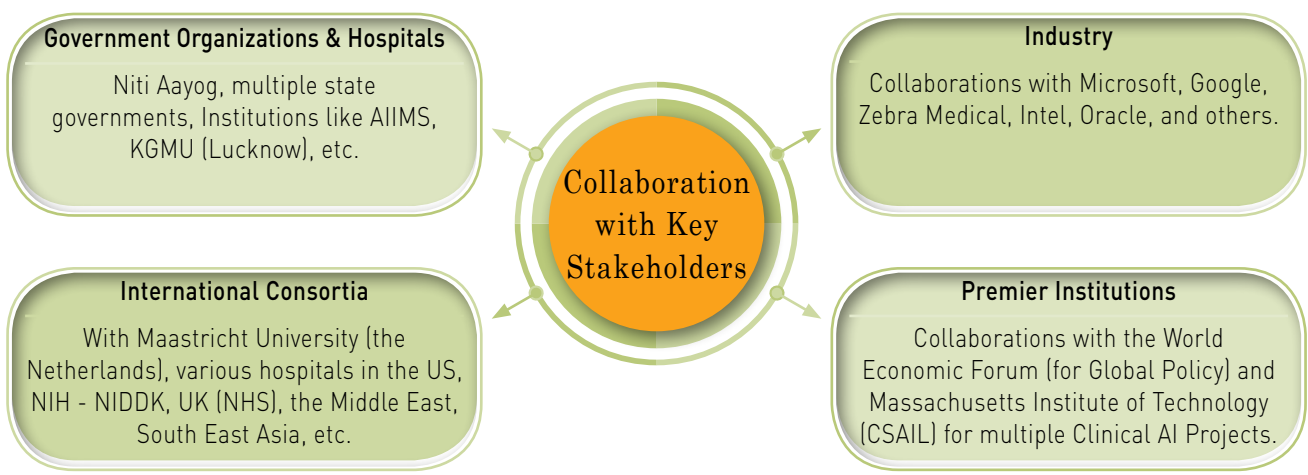 Government Organizations & Hospitals
Niti Aayog, multiple state
governments, Institutions like AIIMS,
KGMU (Lucknow), etc.
Industry
Collaborations with Microsoft, Google,
Zebra Medical, Intel, Oracle, and others.
Collaboration
with Key
Stakeholders
International Consortia
With Maastricht University (the
Netherlands), various hospitals in the US,
NIH - NIDDK, UK (NHS), the Middle East,
South East Asia, etc.
Premier Institutions
Collaborations with the World
Economic Forum (for Global Policy) and
Massachusetts Institute of Technology
(CSAIL) for multiple Clinical AI Projects.